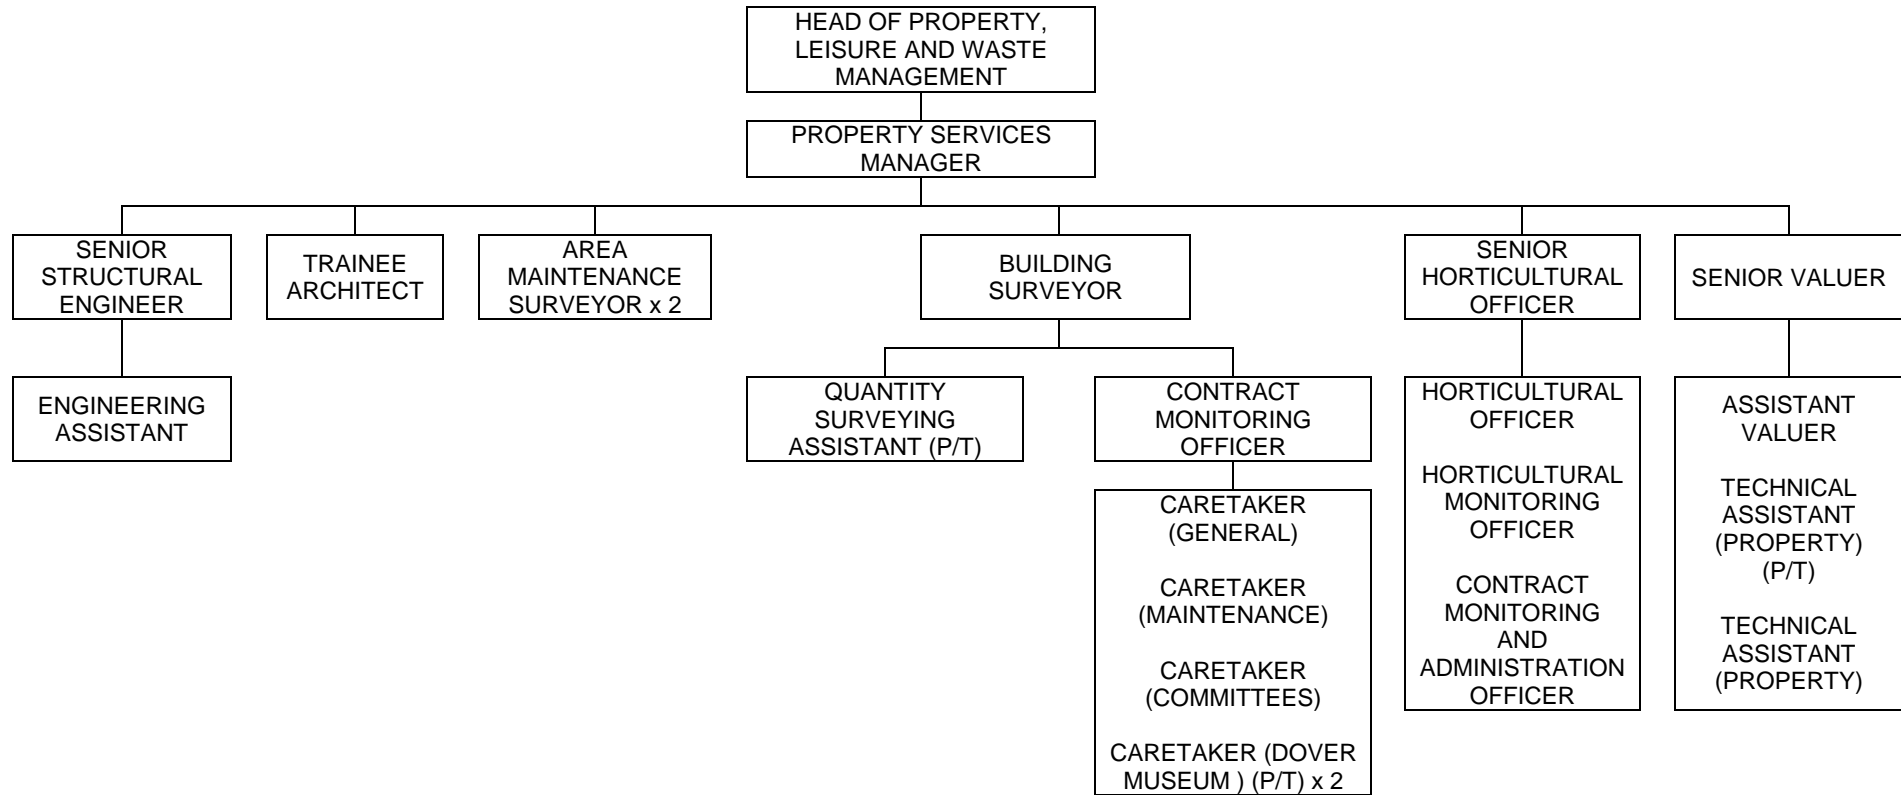 HEAD OF PROPERTY,
LEISURE AND WASTE
MANAGEMENT
PROPERTY SERVICES
MANAGER
SENIOR
STRUCTURAL
ENGINEER
TRAINEE
ARCHITECT
AREA
MAINTENANCE
SURVEYOR x 2
BUILDING
SURVEYOR
SENIOR
HORTICULTURAL
OFFICER
SENIOR VALUER
ENGINEERING
ASSISTANT
QUANTITY
SURVEYING
ASSISTANT (P/T)
CONTRACT
MONITORING
OFFICER
CARETAKER
(GENERAL)
CARETAKER
(MAINTENANCE)
CARETAKER
(COMMITTEES)
CARETAKER (DOVER
MUSEUM ) (P/T) x 2
HORTICULTURAL
OFFICER
HORTICULTURAL
MONITORING
OFFICER
CONTRACT
MONITORING
AND
ADMINISTRATION
OFFICER
ASSISTANT
VALUER
TECHNICAL
ASSISTANT
(PROPERTY)
(P/T)
TECHNICAL
ASSISTANT
(PROPERTY)